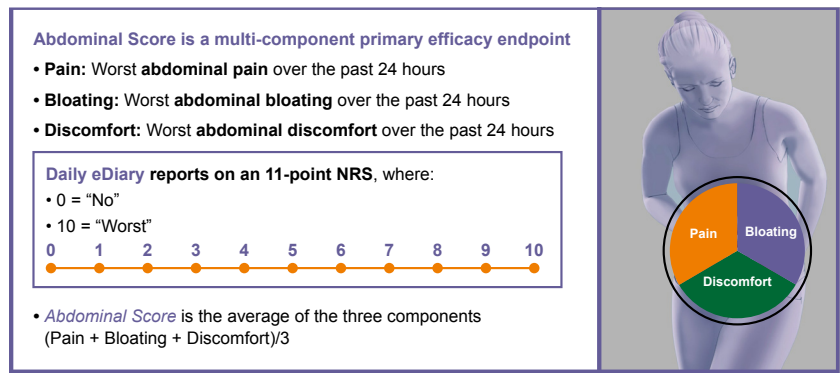 Abdominal Score is a multi-component primary efficacy endpoint
• Pain: Worst abdominal pain over the past 24 hours
• Bloating: Worst abdominal bloating over the past 24 hours
• Discomfort: Worst abdominal discomfort over the past 24 hours
Daily eDiary reports on an 11-point NRS, where:
• 0 = “No”
• 10 = “Worst”
0 1 2 3 4 5 6 7 8 9 10
• Abdominal Score is the average of the three components
(Pain + Bloating + Discomfort)/3
Pain
Bloating
Discomfort